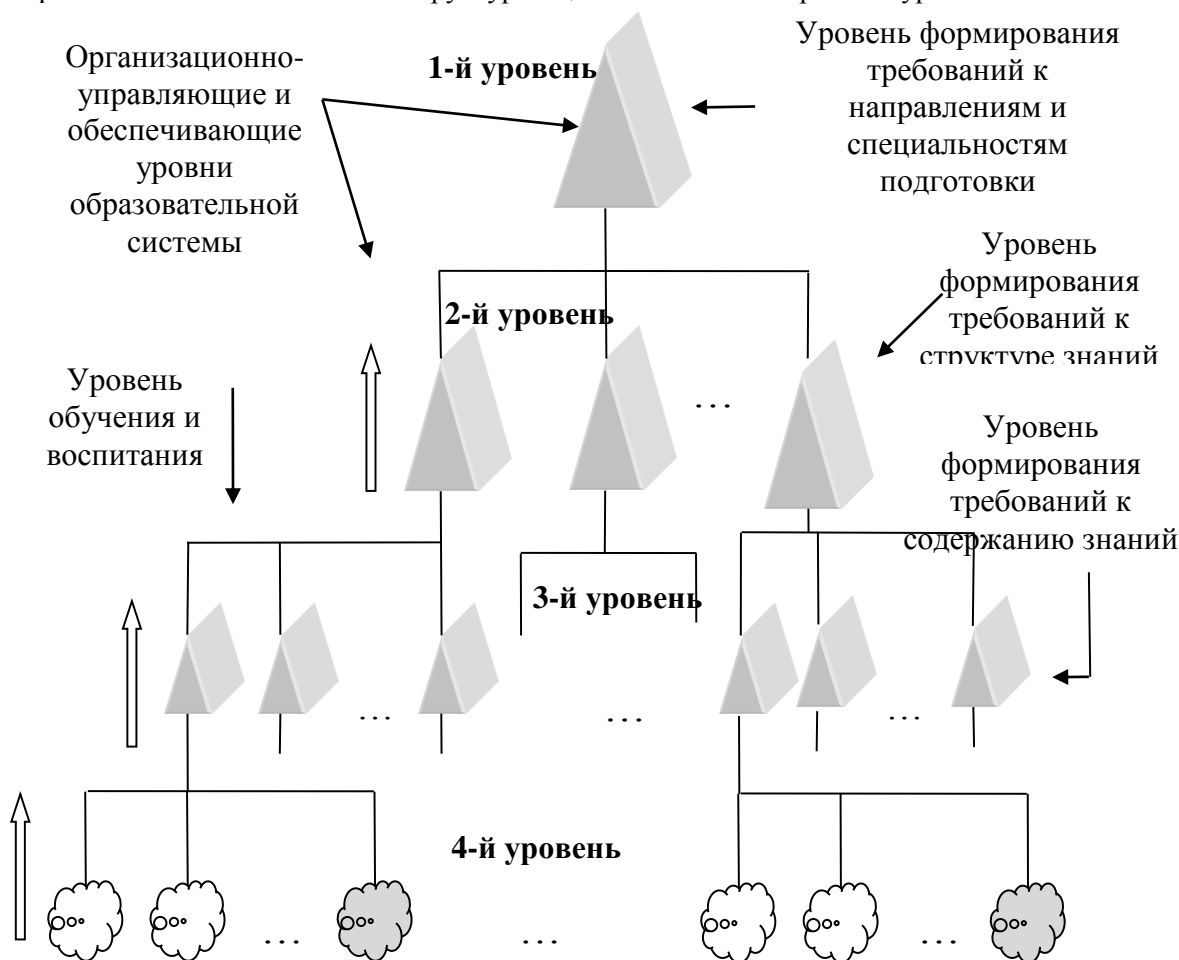 Организационно-
управляющие и
обеспечивающие
уровни
образовательной
системы
1-й уровень
Уровень формирования
требований к
направлениям и
специальностям
подготовки
Уровень
формирования
требований к
структуре знаний
2-й уровень
...
Уровень
обучения и
воспитания
Уровень
формирования
требований к
содержанию знаний
3-й уровень
...
...
...
4-й уровень
...
...
...